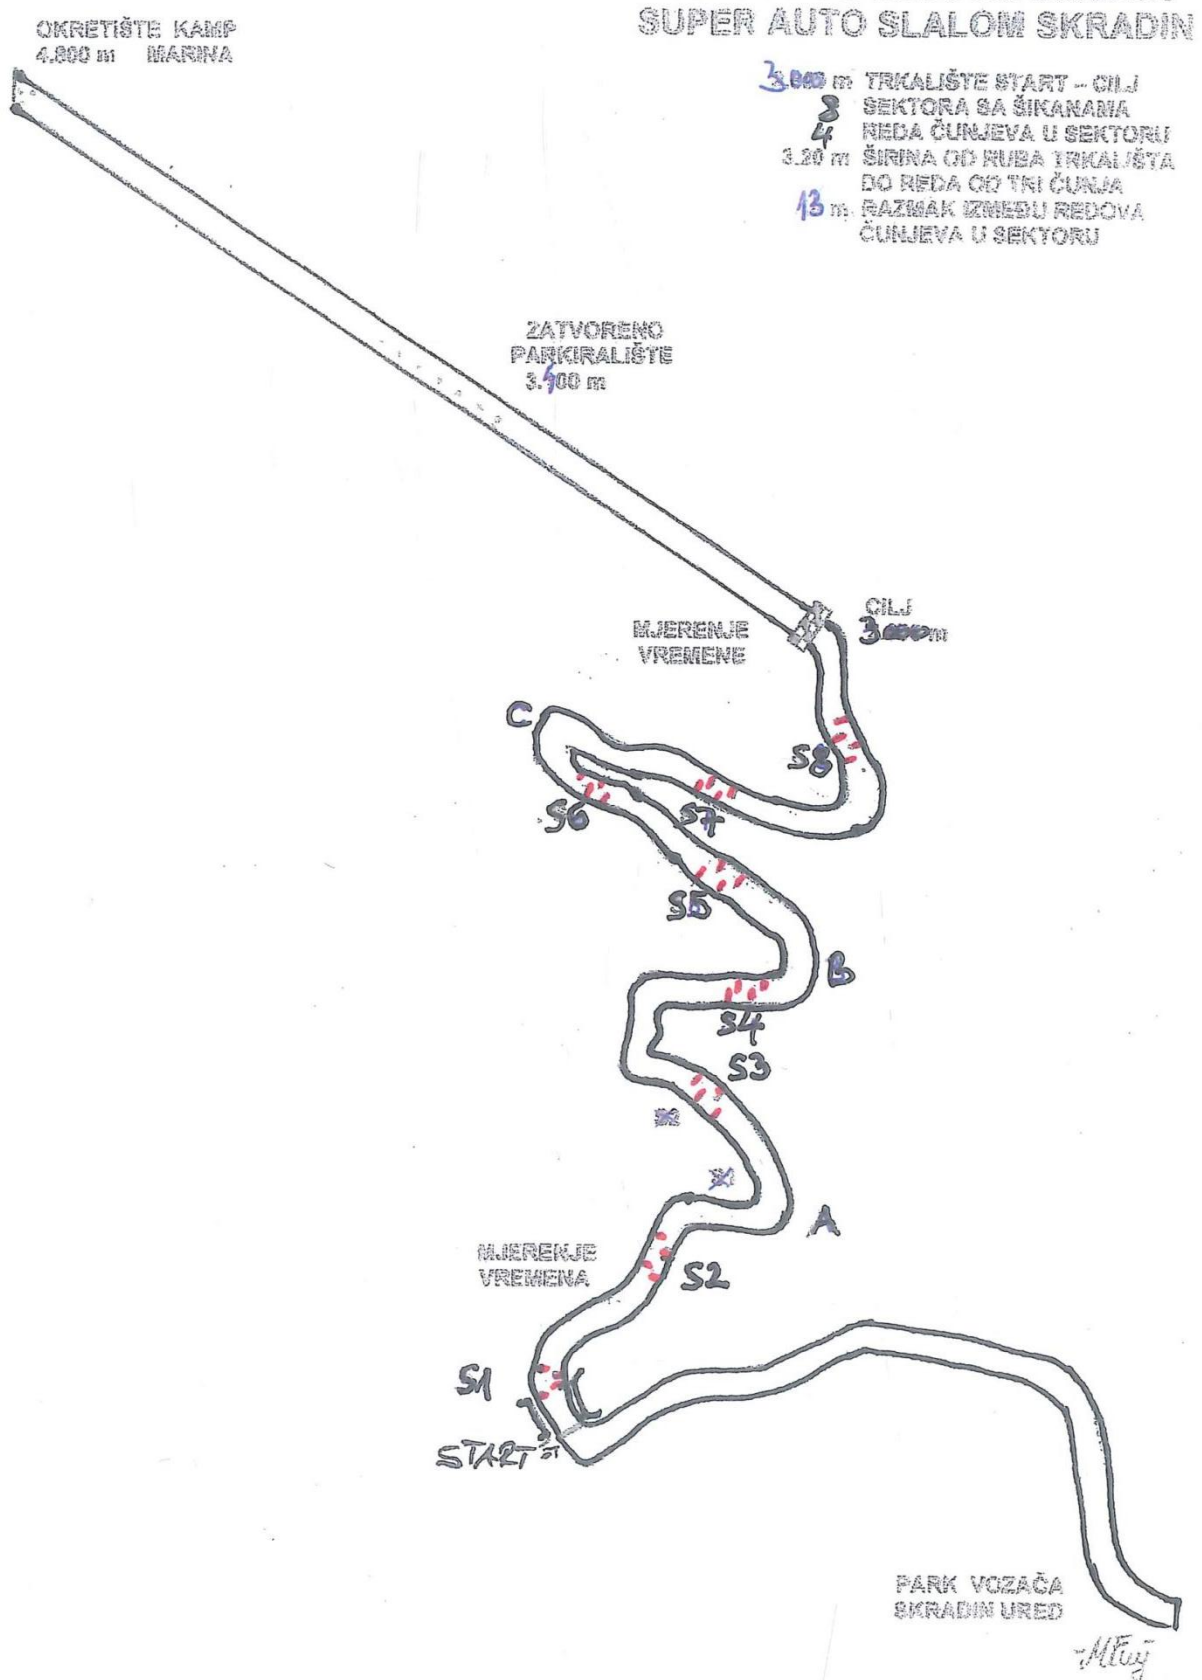 OKRETIŠTE KAMP
4.800 m MARINA
SUPER AUTO SLALOM SKRADIN
3.000 m TRKALIŠTE START - CILJ
8 SEKTORA SA ŠIKANAMA
4 REDA ČUNJEVA U SEKTORU
3.20 m ŠIRINA OD RUBA TRKALIŠTA
DO REDA OD TRI ČUNJA
13 m RAZMAK IZMEĐU REDOVA
ČUNJEVA U SEKTORU
ZATVORENO
PARKIRALIŠTE
3.400 m
CILJ
3.000 m
MJERENJE
VREMENE
C
S8
S6
S7
S5
B
S4
S3
A
MJERENJE
VREMENA
S2
S1
START
PARK VOZAČA
SKRADIN URED